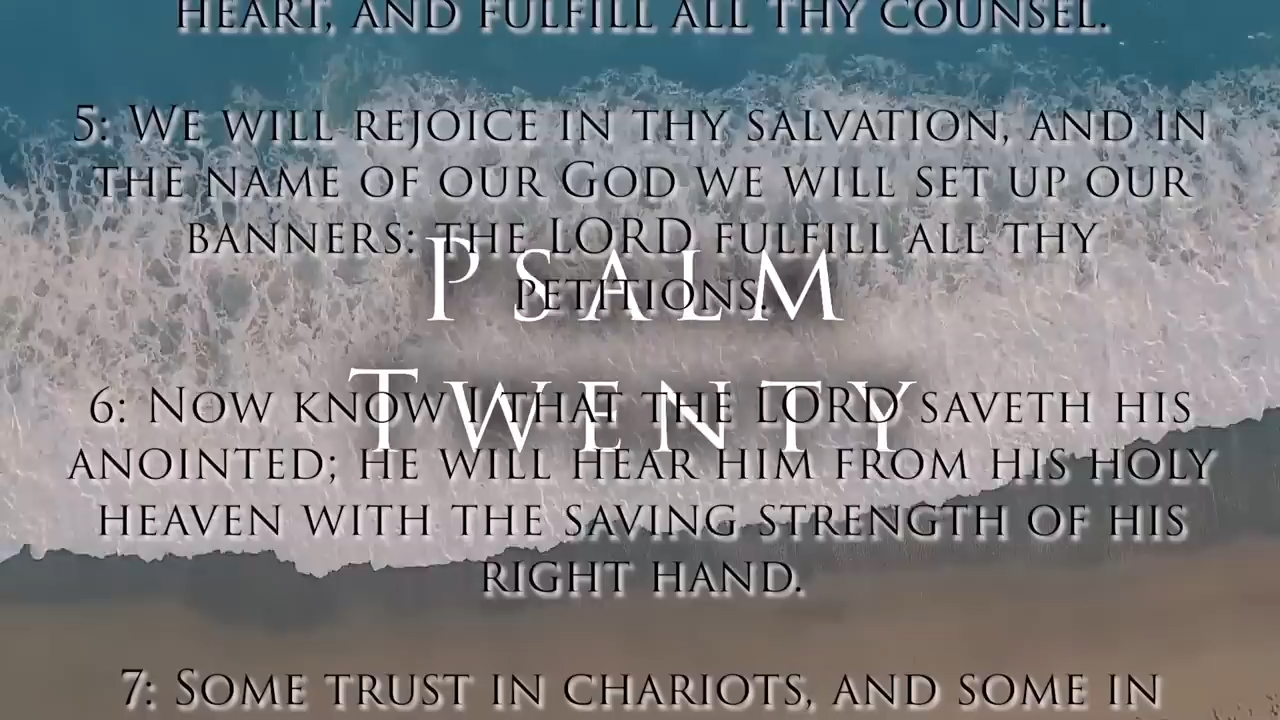 HEART, AND FULFILL ALL THY COUNSEL.
5: WE WILL REJOICE IN THY SALVATION, AND IN
THE NAME OF OUR GOD WE WILL SET UP OUR
BANNERS: THE LORD FULFILL ALL THY
PETITIONS.
PSALM
TWENTY
6: NOW KNOW I THAT THE LORD SAVETH HIS
ANOINTED; HE WILL HEAR HIM FROM HIS HOLY
HEAVEN WITH THE SAVING STRENGTH OF HIS
RIGHT HAND.
7: SOME TRUST IN CHARIOTS, AND SOME IN